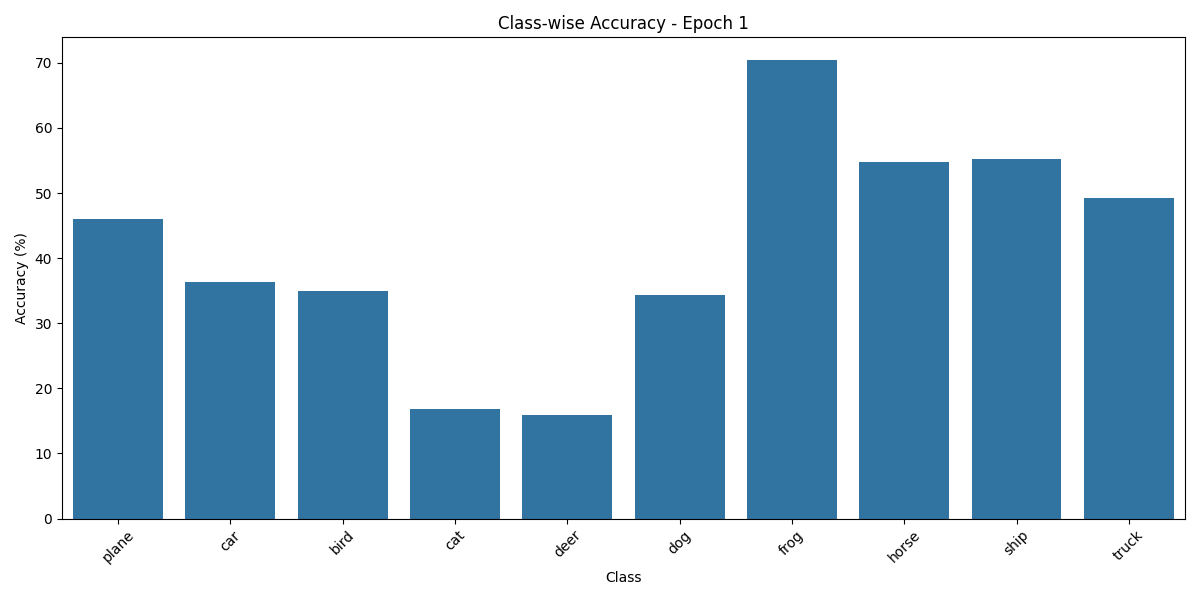 Class-wise Accuracy - Epoch 1
Accuracy (%)
70
60
50
40
30
20
10
0
plane
car
bird
cat
deer
dog
frog
horse
ship
truck
Class